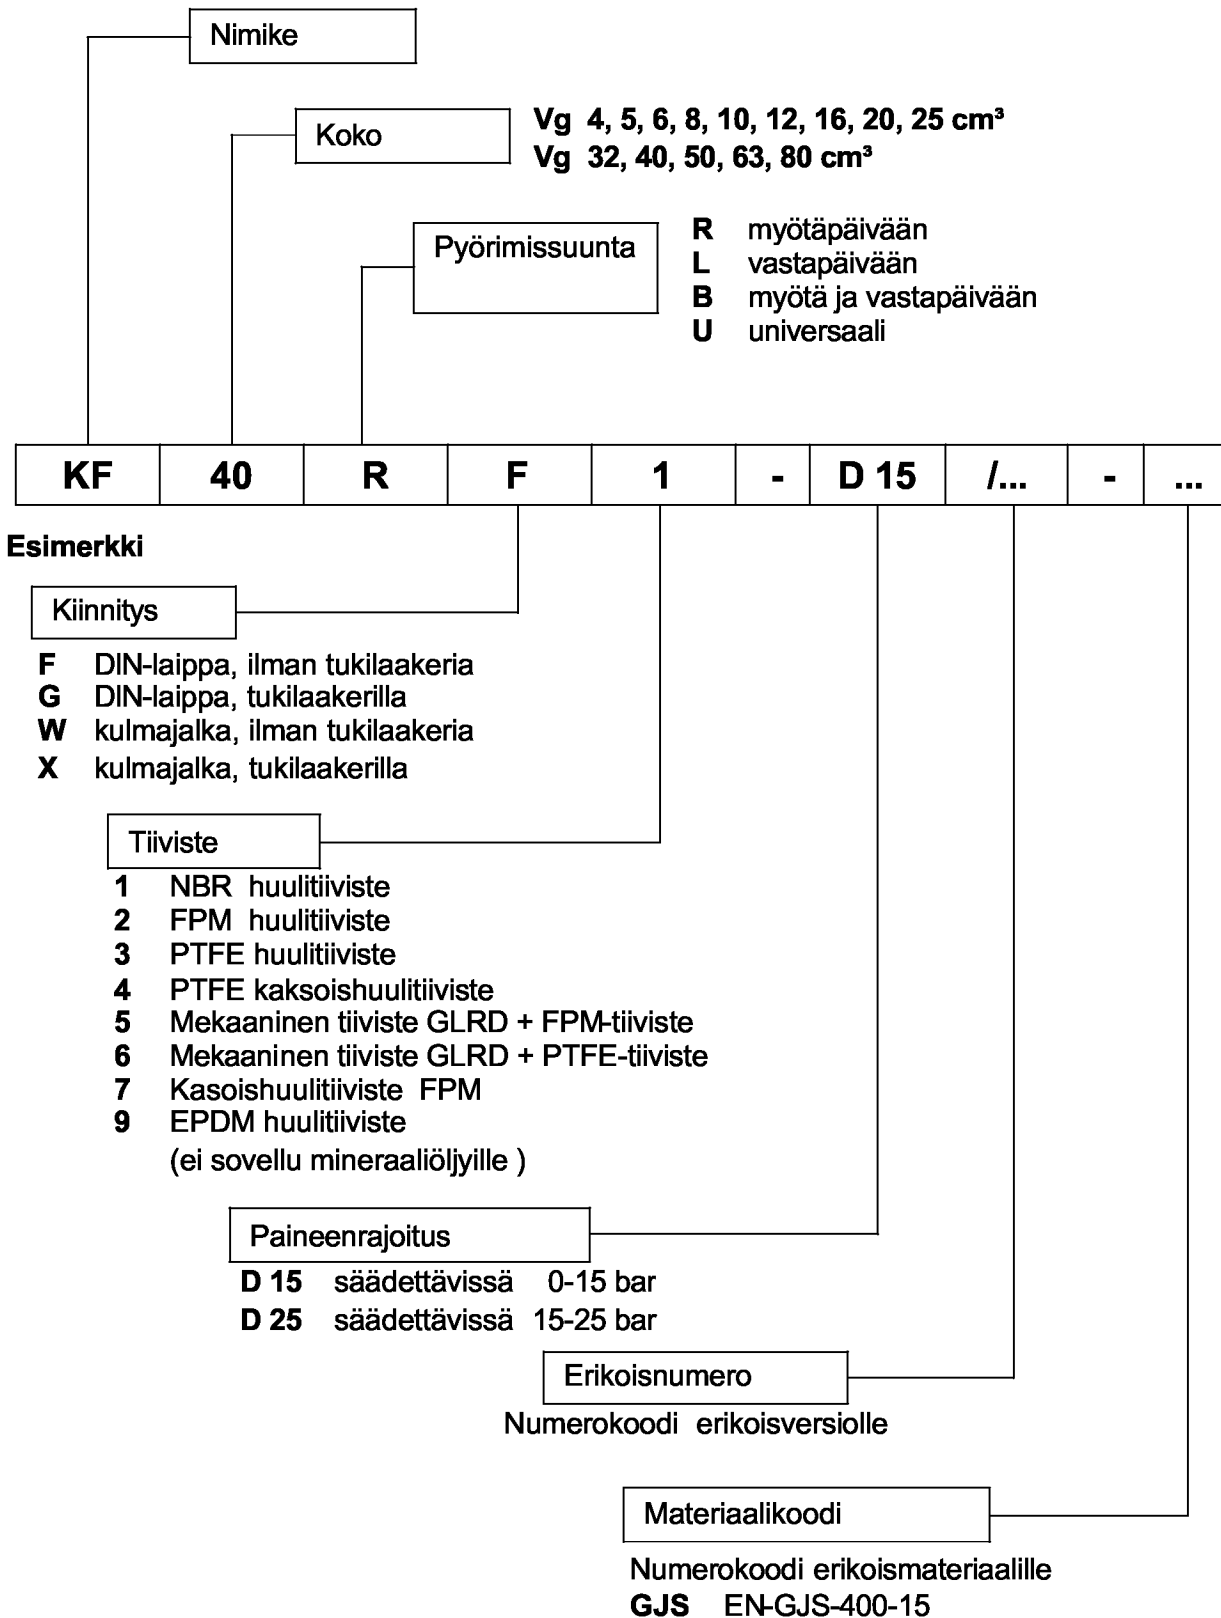 Nimike
Koko
Vg 4, 5, 6, 8, 10, 12, 16, 20, 25 cm³
Vg 32, 40, 50, 63, 80 cm³
Pyörimissuunta
R myötäpäivään
L vastapäivään
B myötä ja vastapäivään
U universaali
KF 40 R F 1 - D 15 /... - ...
Esimerkki
Kiinnitys
F DIN-laippa, ilman tukilaakeria
G DIN-laippa, tukilaakerilla
W kulmajalka, ilman tukilaakeria
X kulmajalka, tukilaakerilla
Tiiviste
1 NBR huulitiiviste
2 FPM huulitiiviste
3 PTFE huulitiiviste
4 PTFE kaksoishuulitiiviste
5 Mekaaninen tiiviste GLRD + FPM-tiiviste
6 Mekaaninen tiiviste GLRD + PTFE-tiiviste
7 Kasoishuulitiiviste FPM
9 EPDM huulitiiviste
(ei sovellu mineraaliöljyille )
Paineenrajoitus
D 15 säädettävissä 0-15 bar
D 25 säädettävissä 15-25 bar
Erikoisnumero
Numerokoodi erikoisversiolle
Materiaalikoodi
Numerokoodi erikoismateriaalille
GJS EN-GJS-400-15